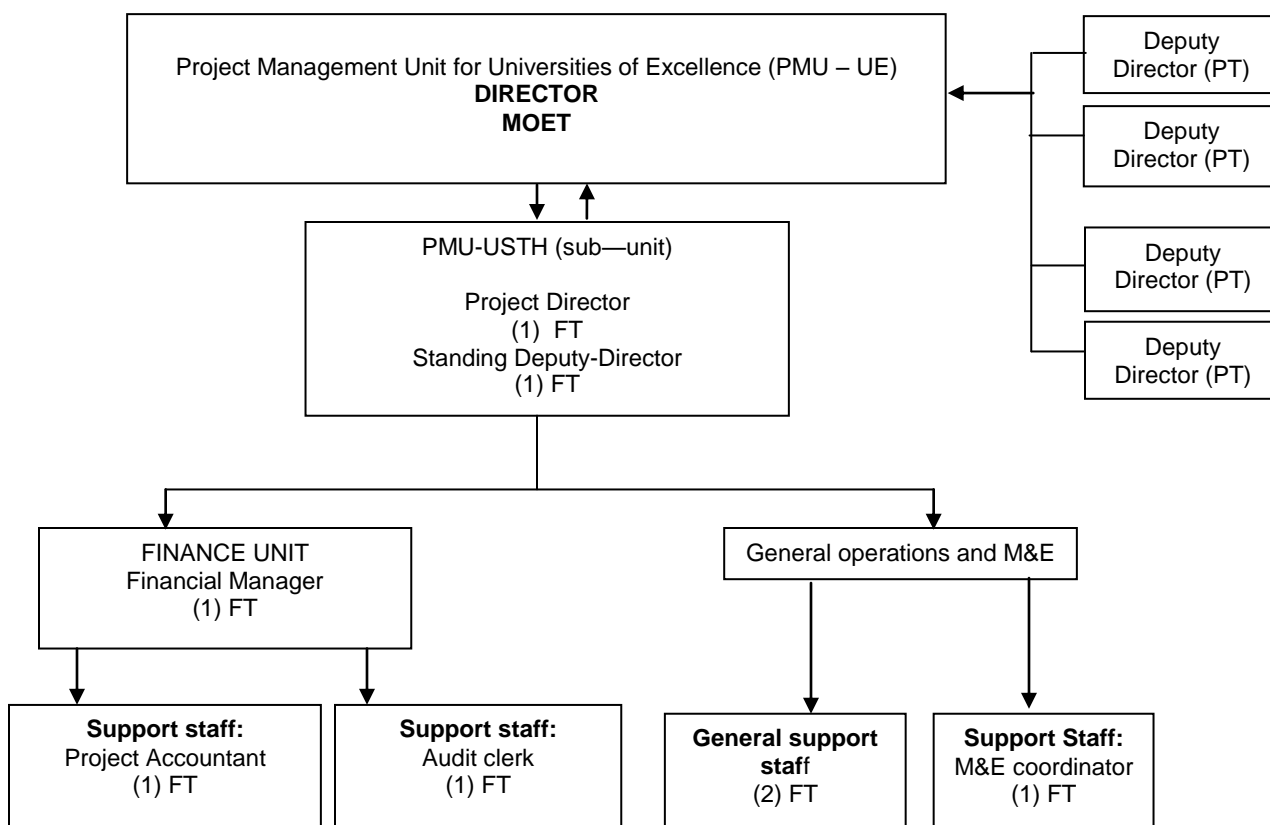 Project Management Unit for Universities of Excellence (PMU – UE)
DIRECTOR
MOET
Deputy
Director (PT)
Deputy
Director (PT)
Deputy
Director (PT)
Deputy
Director (PT)
PMU-USTH (sub—unit)
Project Director
(1) FT
Standing Deputy-Director
(1) FT
FINANCE UNIT
Financial Manager
(1) FT
General operations and M&E
Support staff:
Project Accountant
(1) FT
Support staff:
Audit clerk
(1) FT
General support
staff
(2) FT
Support Staff:
M&E coordinator
(1) FT